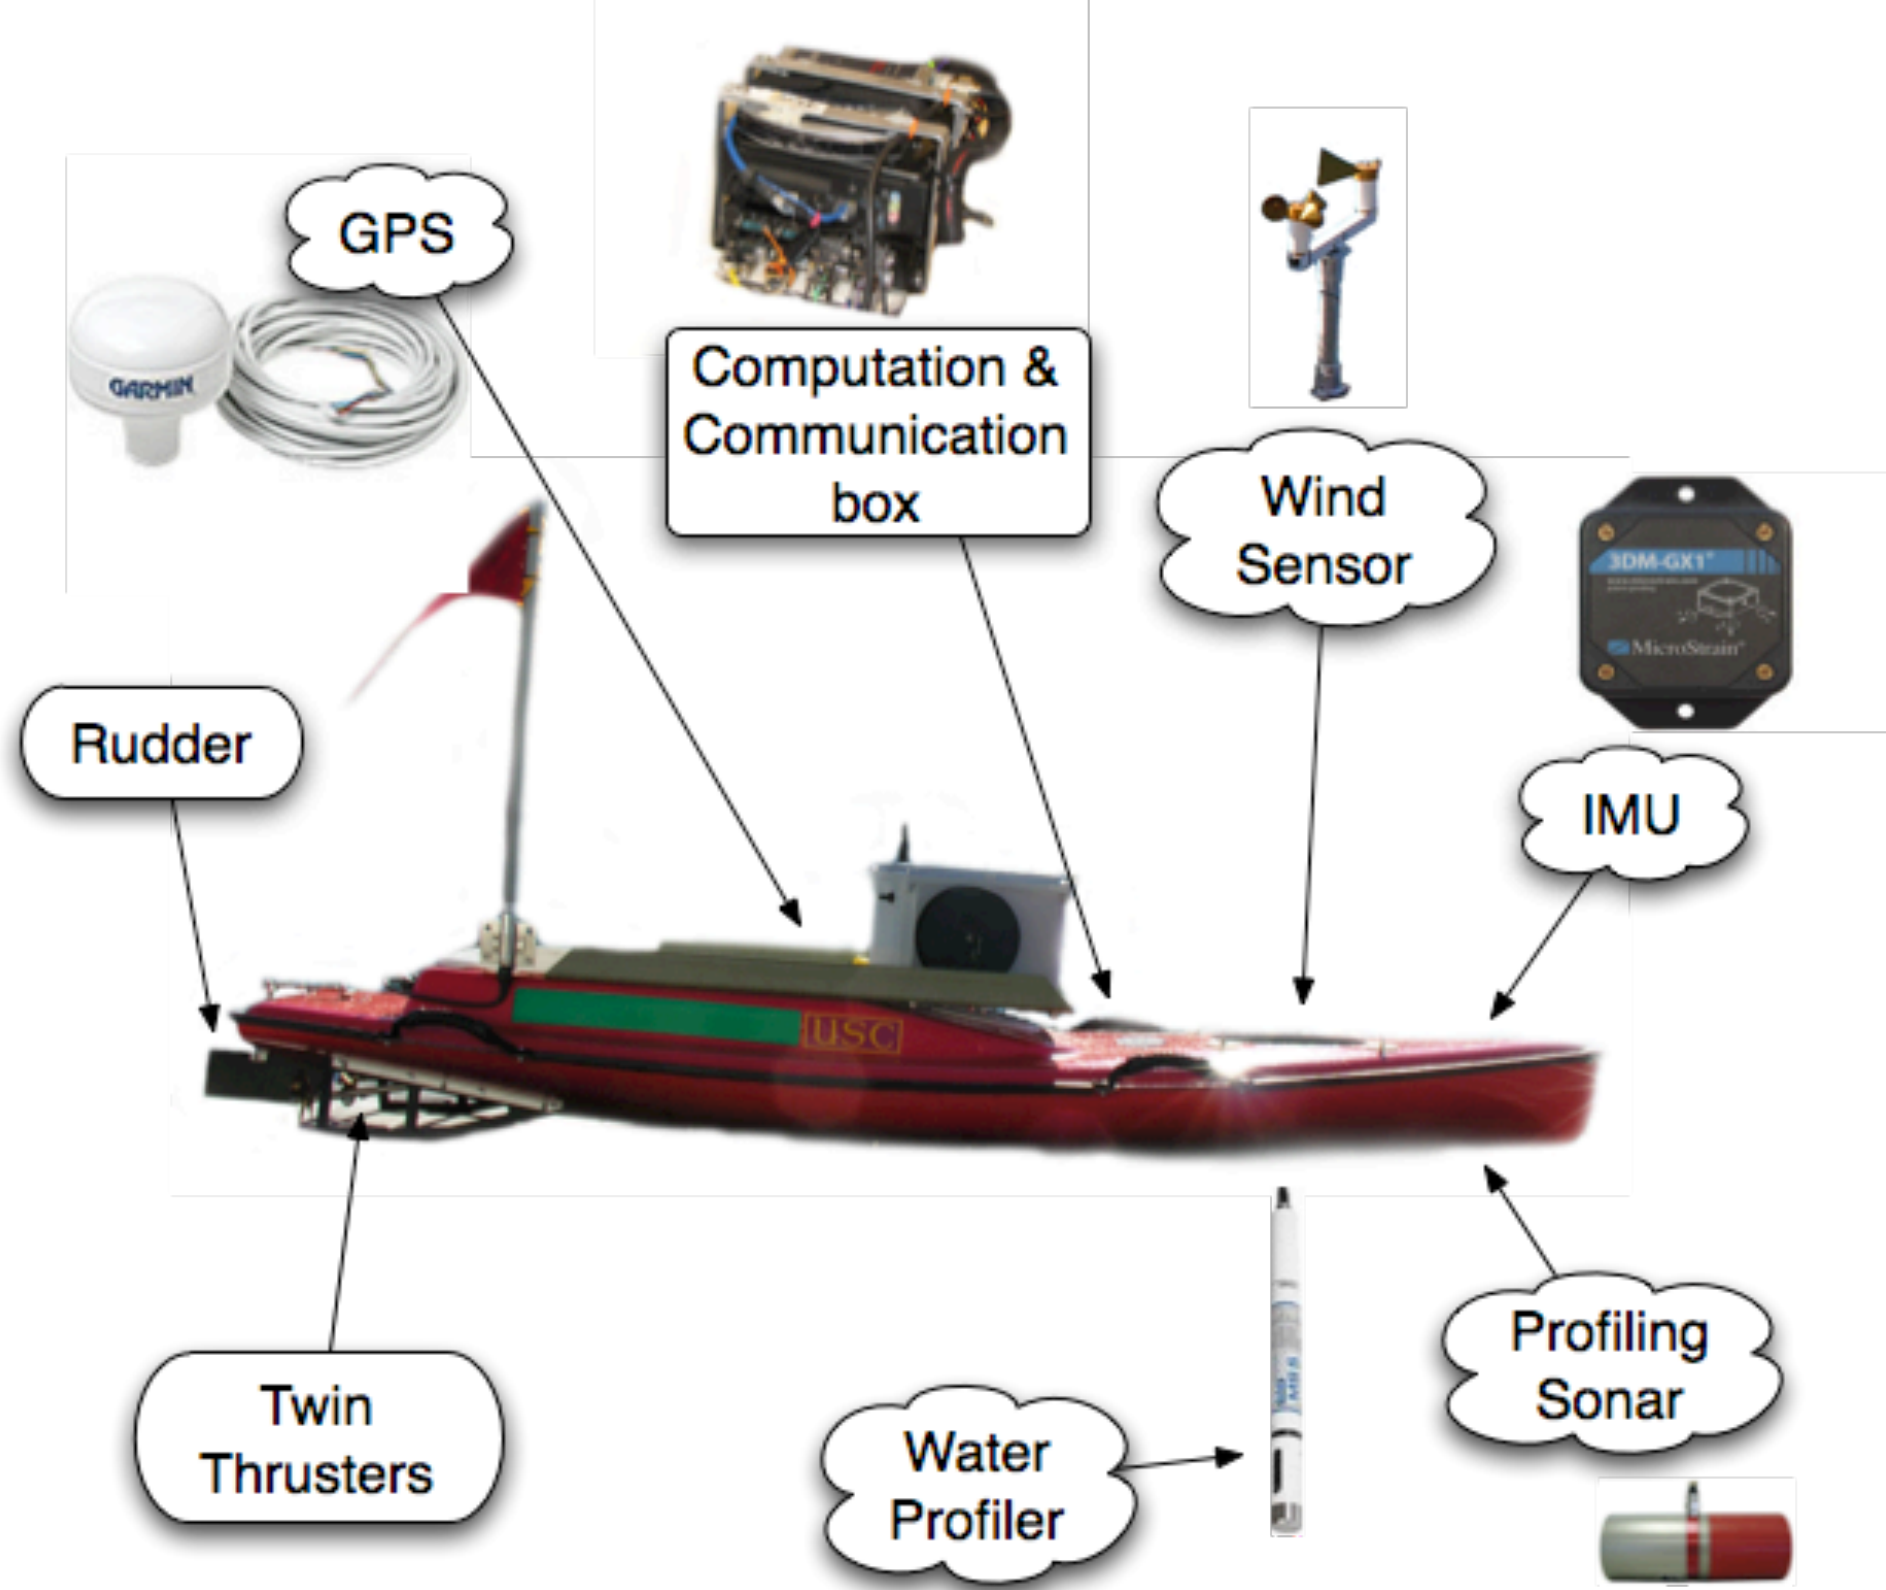 GPS
GARMIN
Computation &
Communication
box
Wind
Sensor
3DM-GX1
MicroStrain
Rudder
IMU
USC
Twin
Thrusters
Water
Profiler
Profiling
Sonar